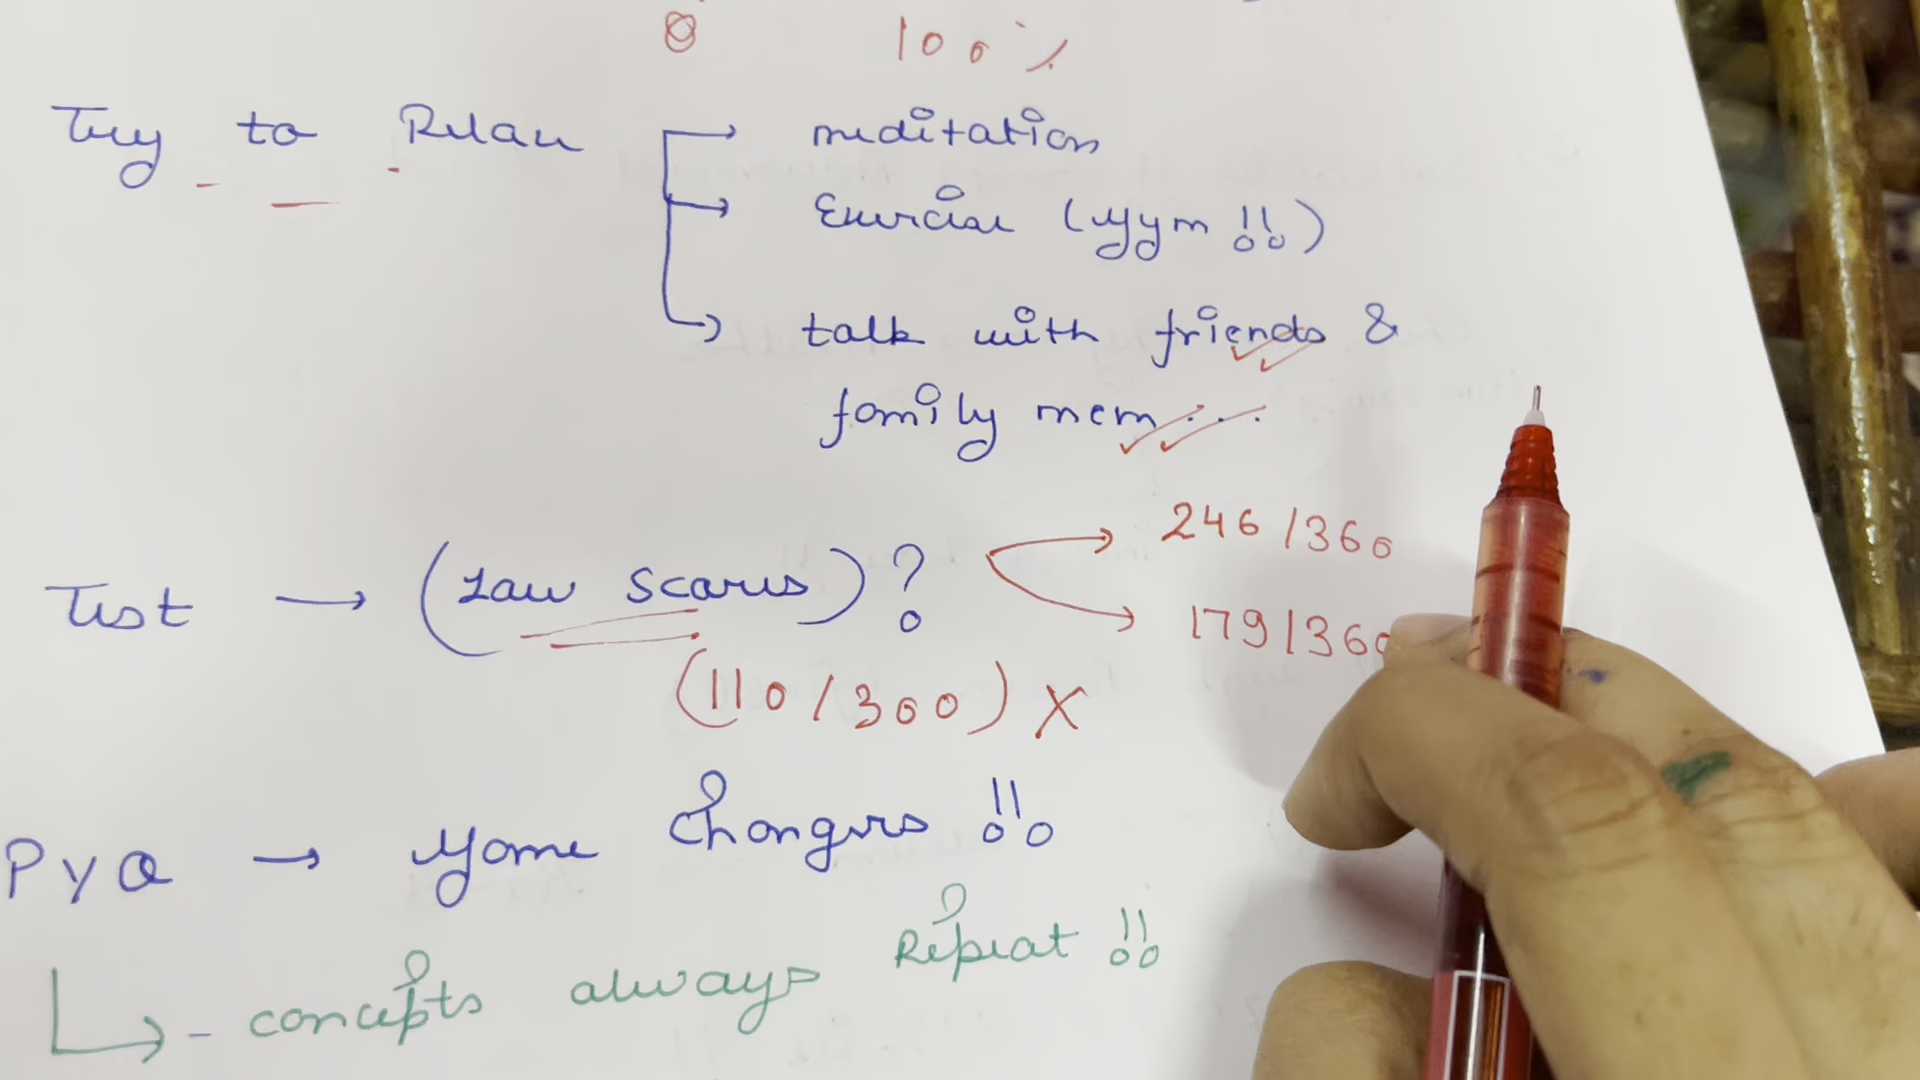 100%
Try to Relax → meditation
→ Exercise (gym !!)
→ talk with friends &
family mem...
Test → (Low scores)? → 246/360
→ 179/360
(110/300) X
PYQ → Game Changers !!
↳ - concepts always Repeat !!